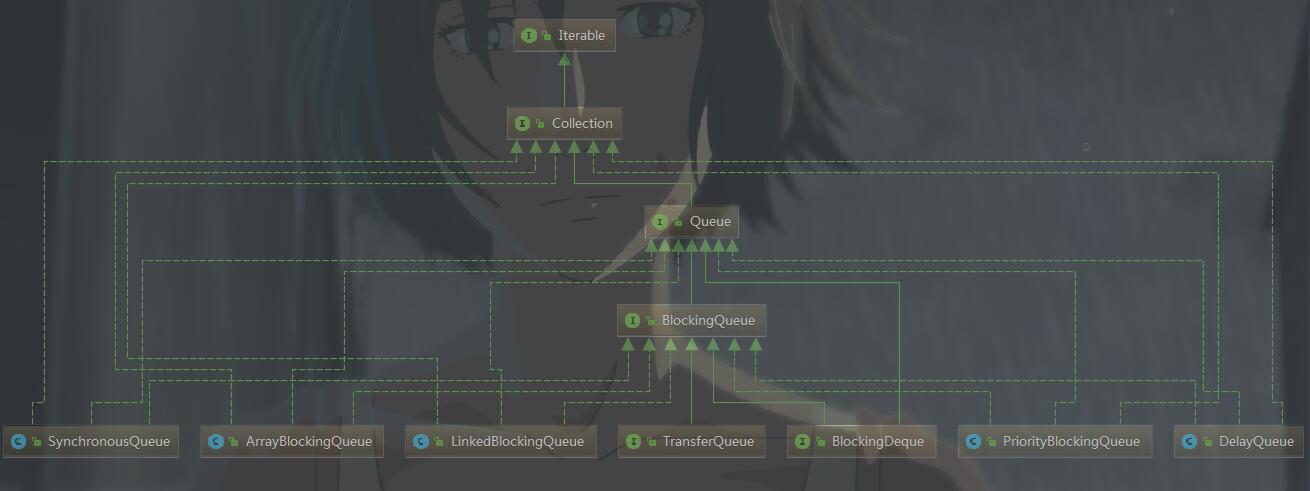 I Iterable
I Collection
I Queue
I BlockingQueue
C SynchronousQueue C ArrayBlockingQueue C LinkedBlockingQueue I TransferQueue I BlockingDeque C PriorityBlockingQueue C DelayQueue